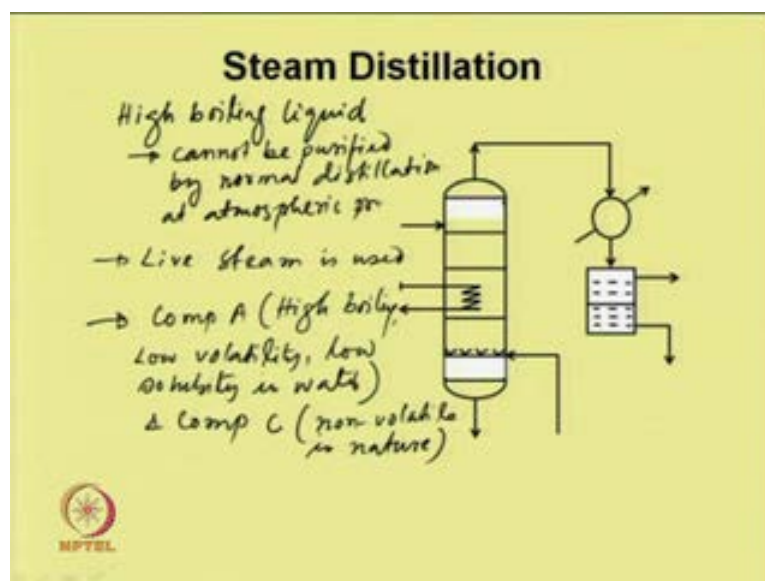 Steam Distillation
High boiling liquid
→ cannot be purified
by normal distillation
at atmospheric pr
→ Live steam is used
→ Comp A (High boiling,
Low volatility, low
solubility in water)
& Comp C (non volatile
in nature)
NPTEL